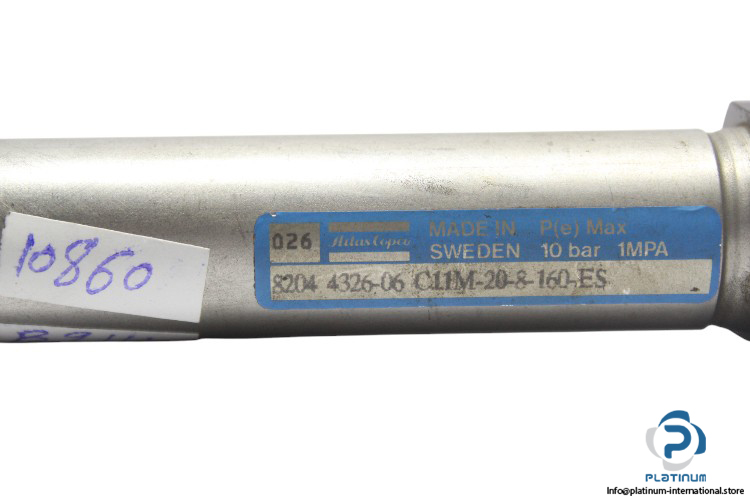 10860
026 Atlas Copco MADE IN P(e) Max
SWEDEN 10 bar 1MPA
8204 4326-06 C11M-20-8-160-ES
PLATINUM
Info@platinum-international.store